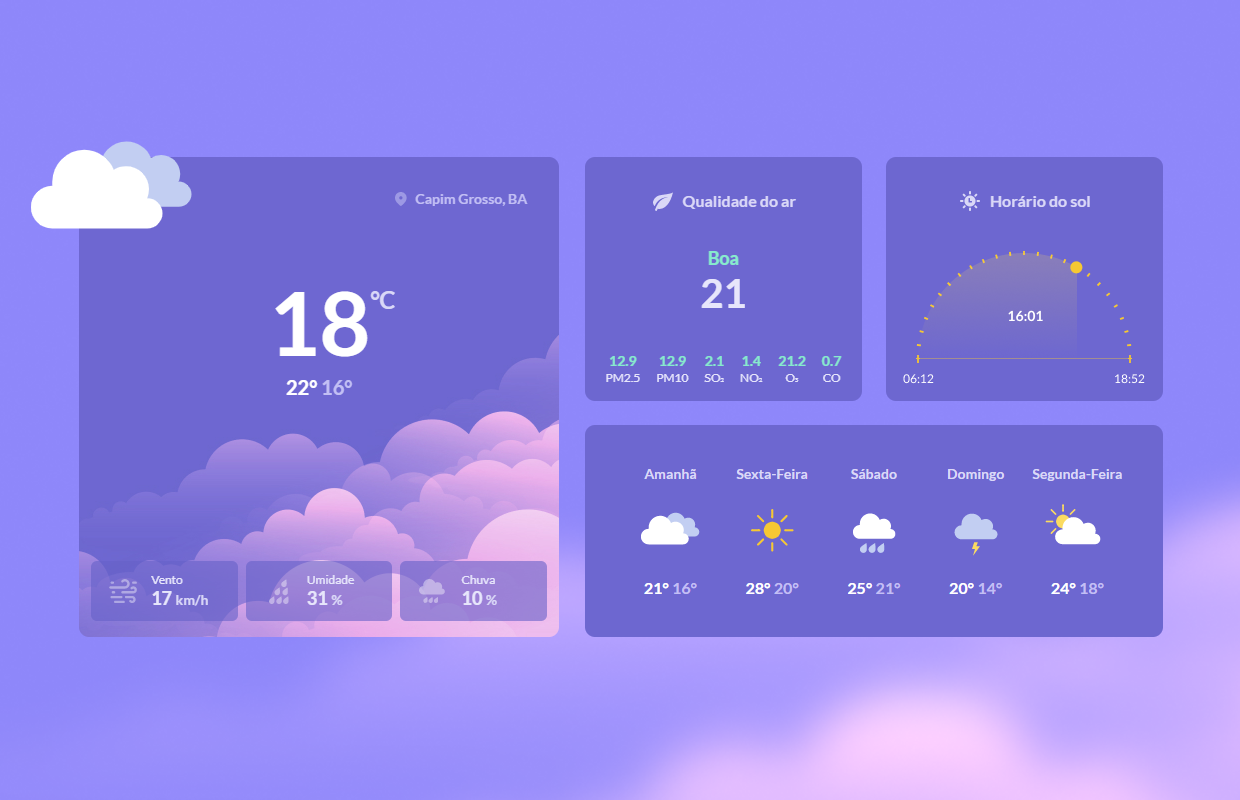 Capim Grosso, BA
18°C
22° 16°
Vento
17 km/h
Umidade
31 %
Chuva
10 %
Qualidade do ar
Boa
21
12.9 12.9 2.1 1.4 21.2 0.7
PM2.5 PM10 SO₂ NO₂ O₃ CO
Horário do sol
16:01
06:12 18:52
Amanhã Sexta-Feira Sábado Domingo Segunda-Feira
21° 16° 28° 20° 25° 21° 20° 14° 24° 18°